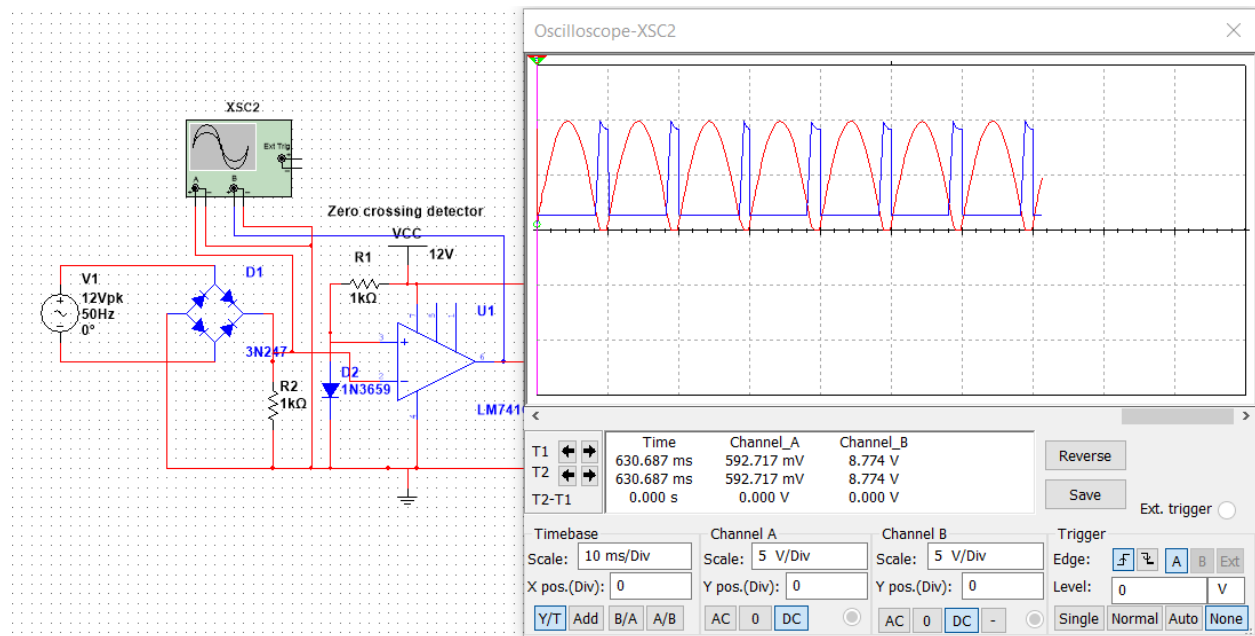 Oscilloscope-XSC2
XSC2
Ext Trig
A
B
Zero crossing detector
VCC
12V
R1
1kΩ
V1
12Vpk
50Hz
0°
D1
3N247
R2
1kΩ
D2
1N3659
U1
3
2
7
5
1
6
4
T1
T2
T2-T1
Time Channel_A Channel_B
630.687 ms 592.717 mV 8.774 V
630.687 ms 592.717 mV 8.774 V
0.000 s 0.000 V 0.000 V
Reverse
Save
Ext. trigger
Timebase
Scale: 10 ms/Div
X pos.(Div): 0
Y/T Add B/A A/B
Channel A
Scale: 5 V/Div
Y pos.(Div): 0
AC 0 DC
Channel B
Scale: 5 V/Div
Y pos.(Div): 0
AC 0 DC -
Trigger
Edge: A B Ext
Level: 0 V
Single Normal Auto None